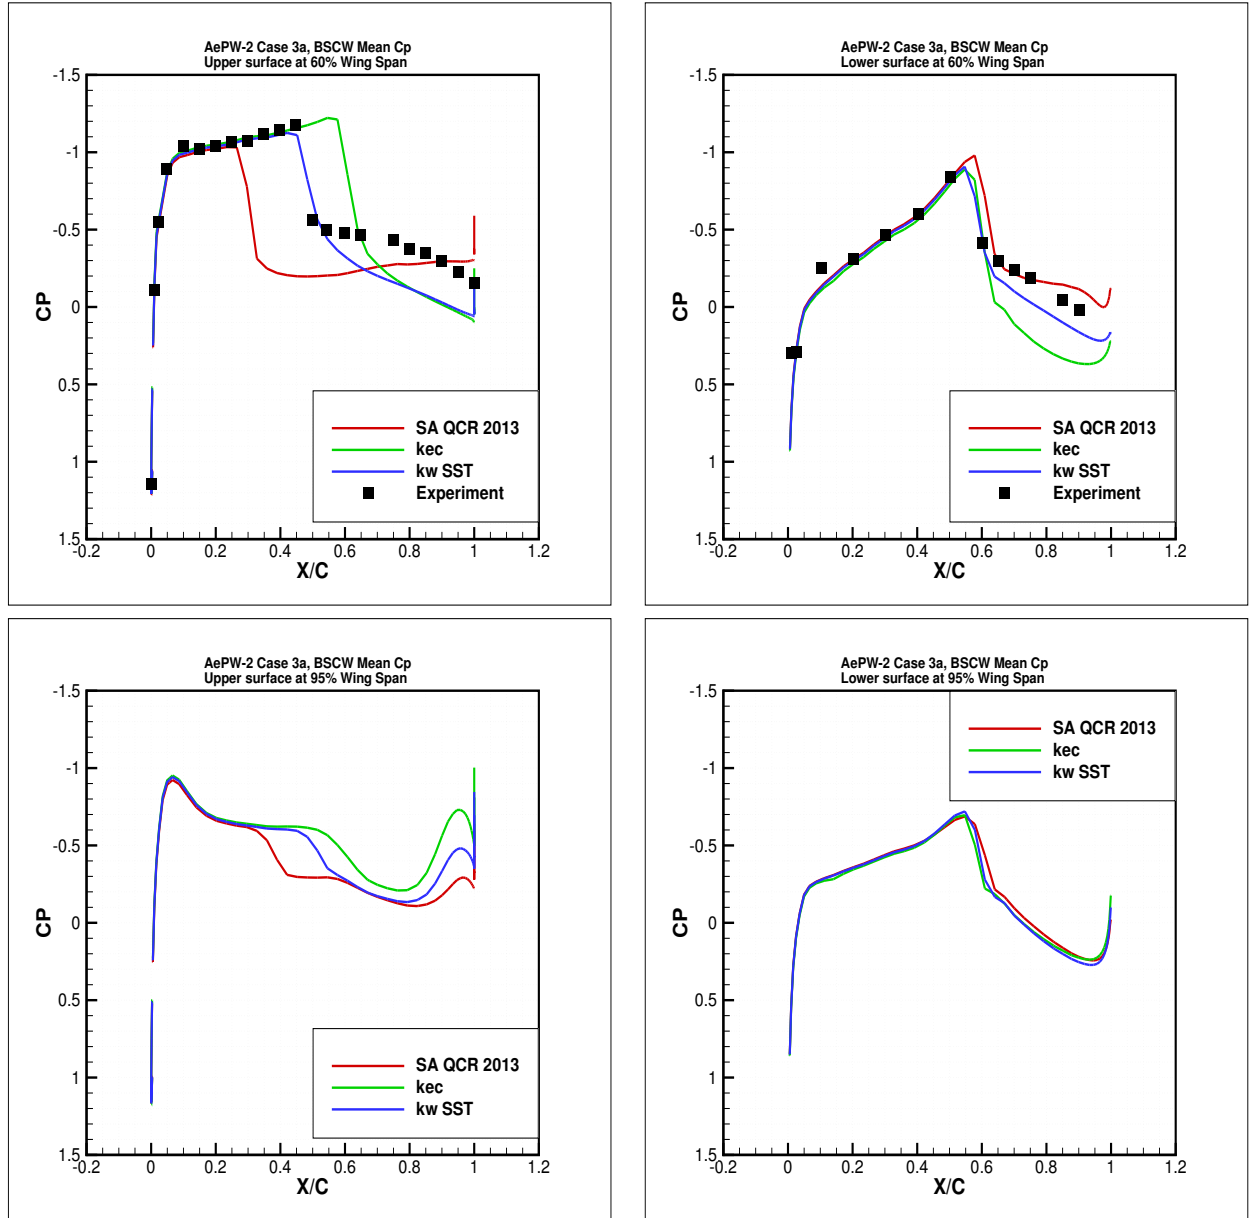 AePW-2 Case 3a, BSCW Mean Cp
Upper surface at 60% Wing Span
-1.5
-1
-0.5
0
0.5
1
1.5
CP
-0.2 0 0.2 0.4 0.6 0.8 1 1.2
X/C
SA QCR 2013
kec
kw SST
Experiment
AePW-2 Case 3a, BSCW Mean Cp
Lower surface at 60% Wing Span
-1.5
-1
-0.5
0
0.5
1
1.5
CP
-0.2 0 0.2 0.4 0.6 0.8 1 1.2
X/C
SA QCR 2013
kec
kw SST
Experiment
AePW-2 Case 3a, BSCW Mean Cp
Upper surface at 95% Wing Span
-1.5
-1
-0.5
0
0.5
1
1.5
CP
-0.2 0 0.2 0.4 0.6 0.8 1 1.2
X/C
SA QCR 2013
kec
kw SST
AePW-2 Case 3a, BSCW Mean Cp
Lower surface at 95% Wing Span
-1.5
-1
-0.5
0
0.5
1
1.5
CP
-0.2 0 0.2 0.4 0.6 0.8 1 1.2
X/C
SA QCR 2013
kec
kw SST